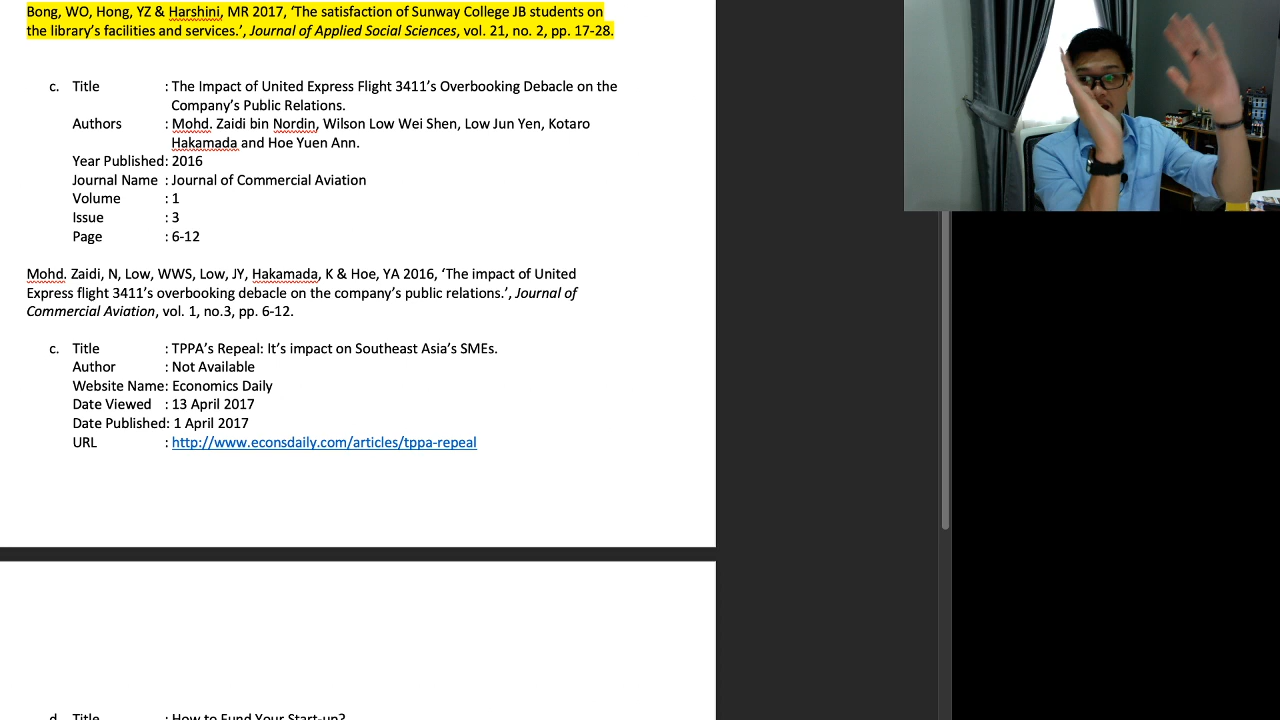 Bong, WO, Hong, YZ & Harshini, MR 2017, ‘The satisfaction of Sunway College JB students on
the library’s facilities and services.’, Journal of Applied Social Sciences, vol. 21, no. 2, pp. 17-28.
c. Title : The Impact of United Express Flight 3411’s Overbooking Debacle on the
Company’s Public Relations.
Authors : Mohd. Zaidi bin Nordin, Wilson Low Wei Shen, Low Jun Yen, Kotaro
Hakamada and Hoe Yuen Ann.
Year Published: 2016
Journal Name : Journal of Commercial Aviation
Volume : 1
Issue : 3
Page : 6-12
Mohd. Zaidi, N, Low, WWS, Low, JY, Hakamada, K & Hoe, YA 2016, ‘The impact of United
Express flight 3411’s overbooking debacle on the company’s public relations.’, Journal of
Commercial Aviation, vol. 1, no.3, pp. 6-12.
c. Title : TPPA’s Repeal: It’s impact on Southeast Asia’s SMEs.
Author : Not Available
Website Name: Economics Daily
Date Viewed : 13 April 2017
Date Published: 1 April 2017
URL : http://www.econsdaily.com/articles/tppa-repeal
d. Title : How to Fund Your Start-up?